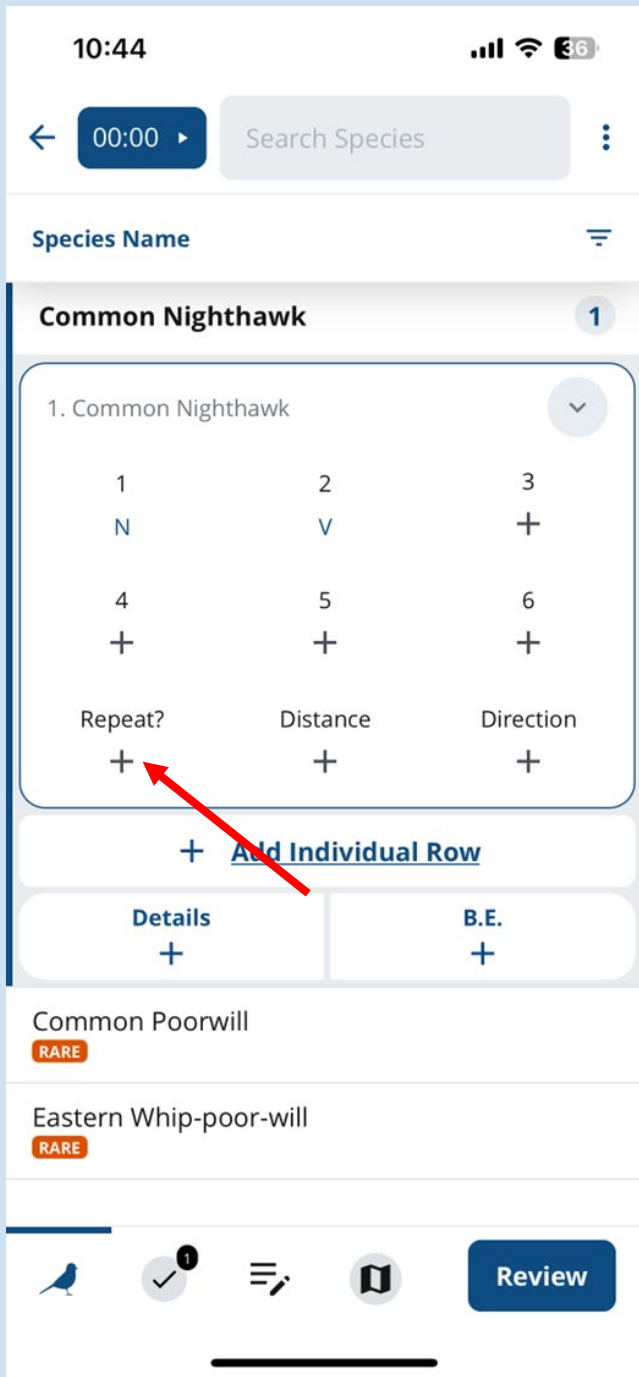 10:44 36
00:00 Search Species
Species Name
Common Nighthawk 1
1. Common Nighthawk
1 2 3
N V +
4 5 6
+ + +
Repeat? Distance Direction
+ + +
+ Add Individual Row
Details B.E.
+ +
Common Poorwill
RARE
Eastern Whip-poor-will
RARE
1
Review